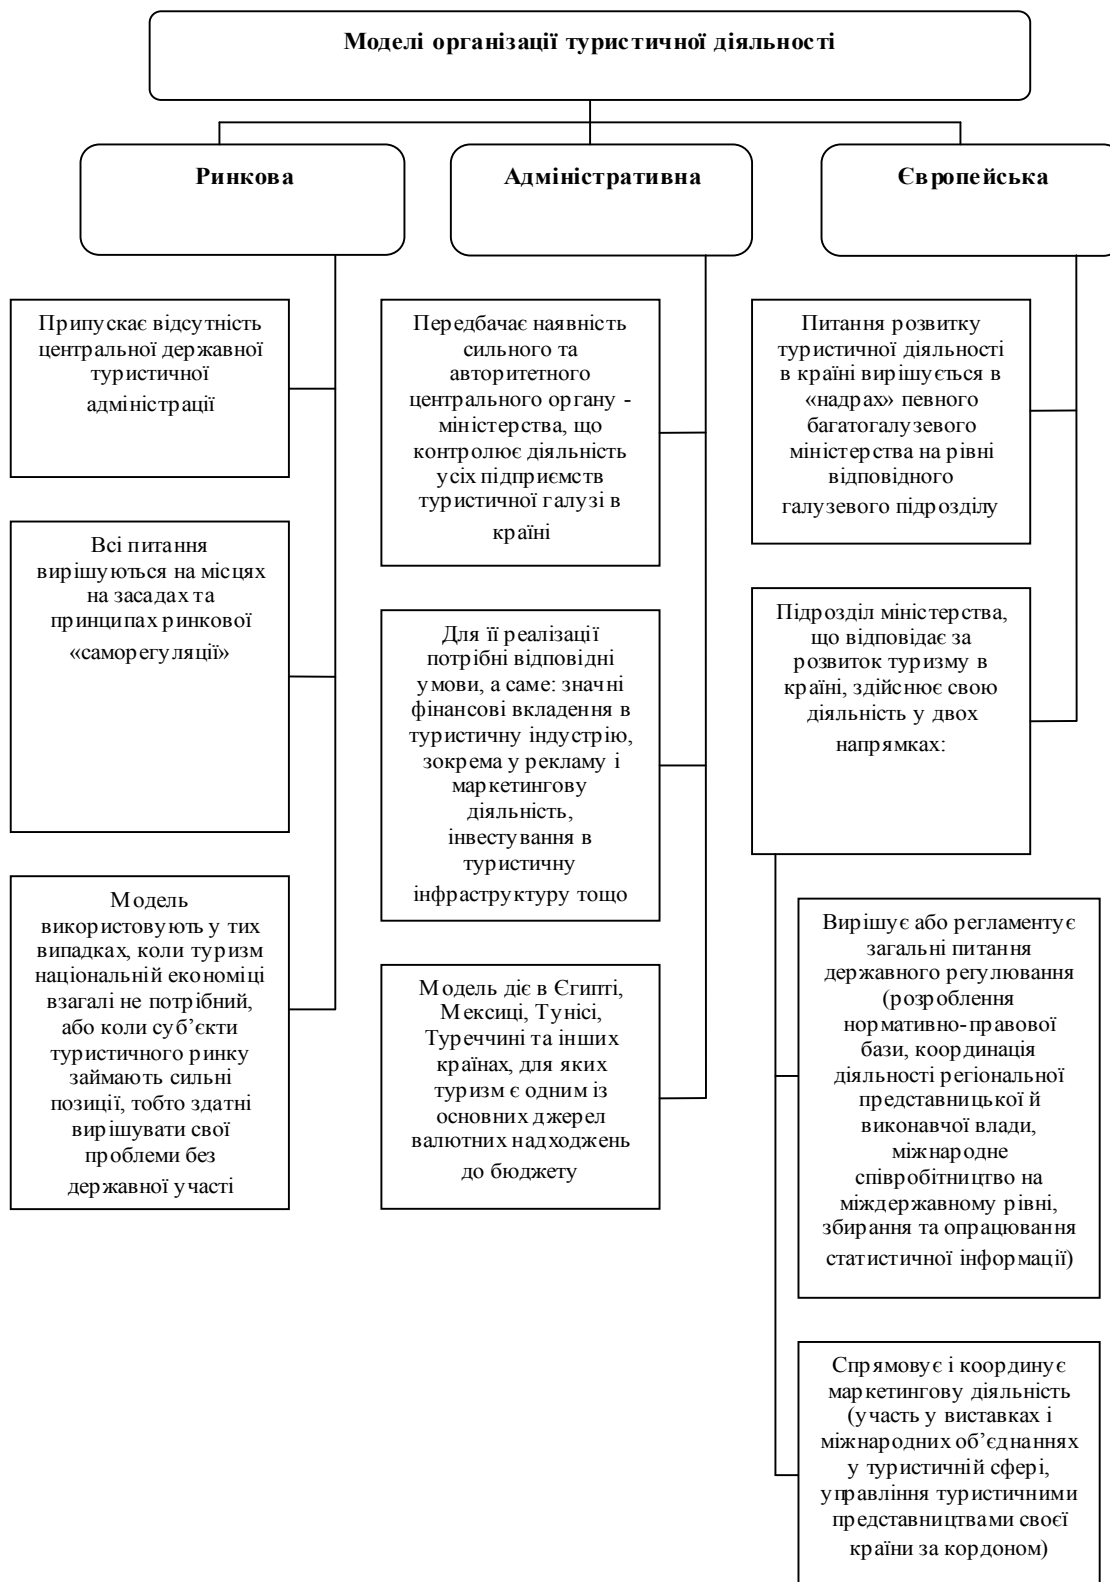 Моделі організації туристичної діяльності
Ринкова
Припускає відсутність
центральної державної
туристичної
адміністрації
Всі питання
вирішуються на місцях
на засадах та
принципах ринкової
«саморегуляції»
Модель
використовують у тих
випадках, коли туризм
національній економіці
взагалі не потрібний,
або коли суб’єкти
туристичного ринку
займають сильні
позиції, тобто здатні
вирішувати свої
проблеми без
державної участі
Адміністративна
Передбачає наявність
сильного та
авторитетного
центрального органу -
міністерства, що
контролює діяльність
усіх підприємств
туристичної галузі в
країні
Для її реалізації
потрібні відповідні
умови, а саме: значні
фінансові вкладення в
туристичну індустрію,
зокрема у рекламу і
маркетингову
діяльність,
інвестування в
туристичну
інфраструктуру тощо
Модель діє в Єгипті,
Мексиці, Тунісі,
Туреччині та інших
країнах, для яких
туризм є одним із
основних джерел
валютних надходжень
до бюджету
Європейська
Питання розвитку
туристичної діяльності
в країні вирішується в
«надрах» певного
багатогалузевого
міністерства на рівні
відповідного
галузевого підрозділу
Підрозділ міністерства,
що відповідає за
розвиток туризму в
країні, здійснює свою
діяльність у двох
напрямках:
Вирішує або регламентує
загальні питання
державного регулювання
(розроблення
нормативно-правової
бази, координація
діяльності регіональної
представницької й
виконавчої влади,
міжнародне
співробітництво на
міждержавному рівні,
збирання та опрацювання
статистичної інформації)
Спрямовує і координує
маркетингову діяльність
(участь у виставках і
міжнародних об’єднаннях
у туристичній сфері,
управління туристичними
представництвами своєї
країни за кордоном)